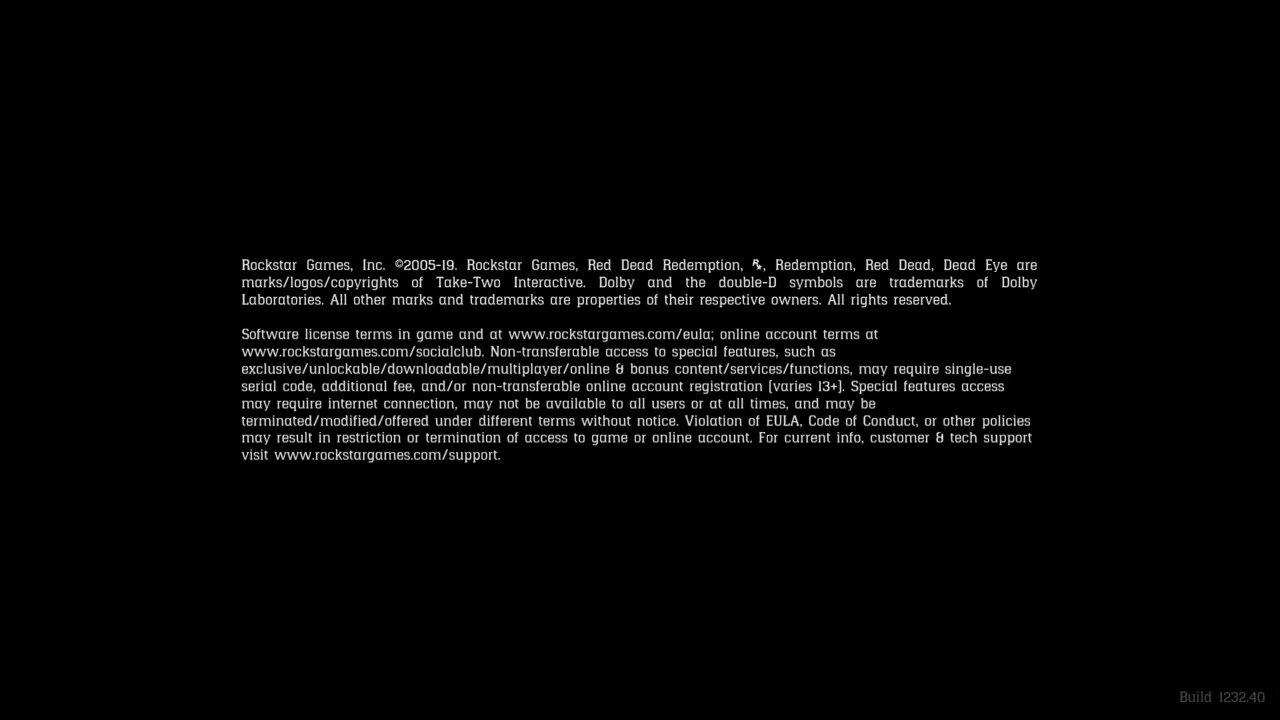 Rockstar Games, Inc. ©2005-19. Rockstar Games, Red Dead Redemption, R★, Redemption, Red Dead, Dead Eye are
marks/logos/copyrights of Take-Two Interactive. Dolby and the double-D symbols are trademarks of Dolby
Laboratories. All other marks and trademarks are properties of their respective owners. All rights reserved.
Software license terms in game and at www.rockstargames.com/eula; online account terms at
www.rockstargames.com/socialclub. Non-transferable access to special features, such as
exclusive/unlockable/downloadable/multiplayer/online & bonus content/services/functions, may require single-use
serial code, additional fee, and/or non-transferable online account registration (varies 13+). Special features access
may require internet connection, may not be available to all users or at all times, and may be
terminated/modified/offered under different terms without notice. Violation of EULA, Code of Conduct, or other policies
may result in restriction or termination of access to game or online account. For current info, customer & tech support
visit www.rockstargames.com/support.
Build 1232.40